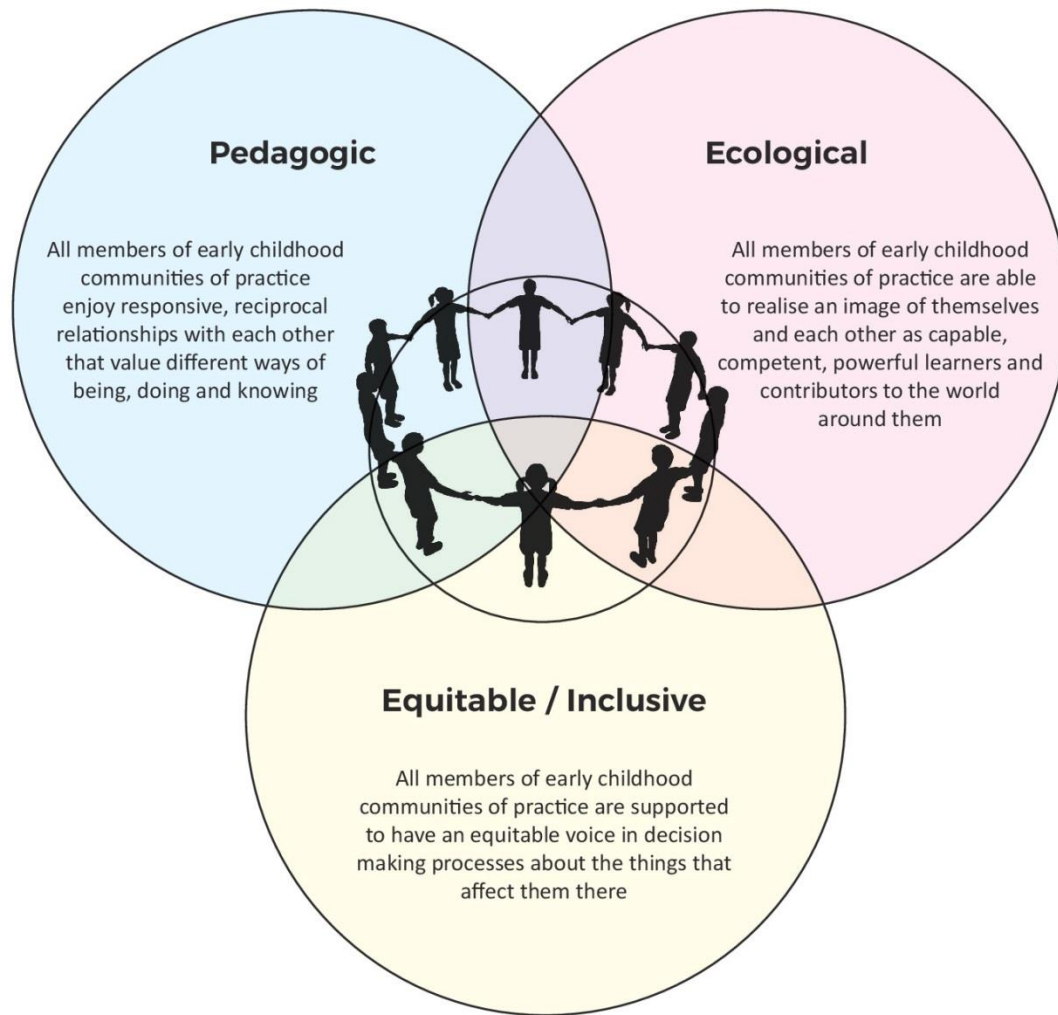 Pedagogic
All members of early childhood
communities of practice
enjoy responsive, reciprocal
relationships with each other
that value different ways of
being, doing and knowing
Ecological
All members of early childhood
communities of practice are able
to realise an image of themselves
and each other as capable,
competent, powerful learners and
contributors to the world
around them
Equitable / Inclusive
All members of early childhood
communities of practice are supported
to have an equitable voice in decision
making processes about the things that
affect them there